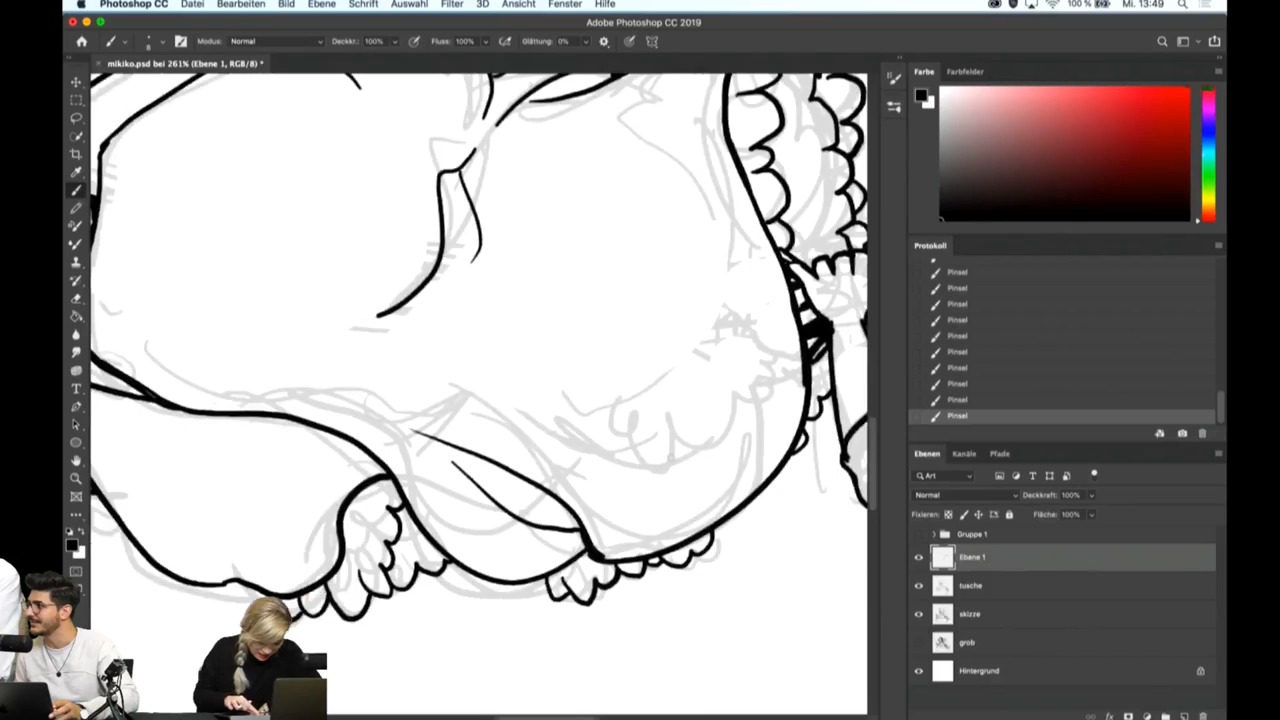 Photoshop CC Datei Bearbeiten Bild Ebene Schrift Auswahl Filter 3D Ansicht Fenster Hilfe 100 % Mi. 13:49
Adobe Photoshop CC 2019
8 Modus: Normal Deckkr.: 100% Fluss: 100% Glättung: 0%
× mikiko.psd bei 261% (Ebene 1, RGB/8) *
Farbe Farbfelder
Protokoll
Pinsel
Pinsel
Pinsel
Pinsel
Pinsel
Pinsel
Pinsel
Pinsel
Pinsel
Pinsel
Ebenen Kanäle Pfade
Art
Normal Deckkraft: 100%
Fixieren: Fläche: 100%
Gruppe 1
Ebene 1
tusche
skizze
grob
Hintergrund
fx